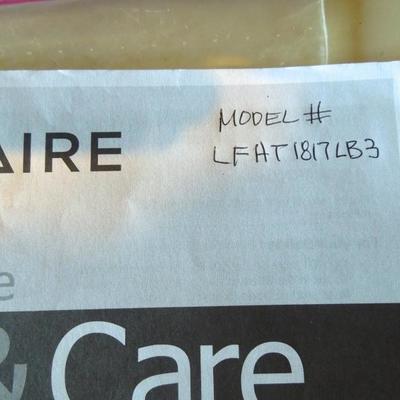 MODEL #
LFHT1817LB3
AIRE
e
& Care